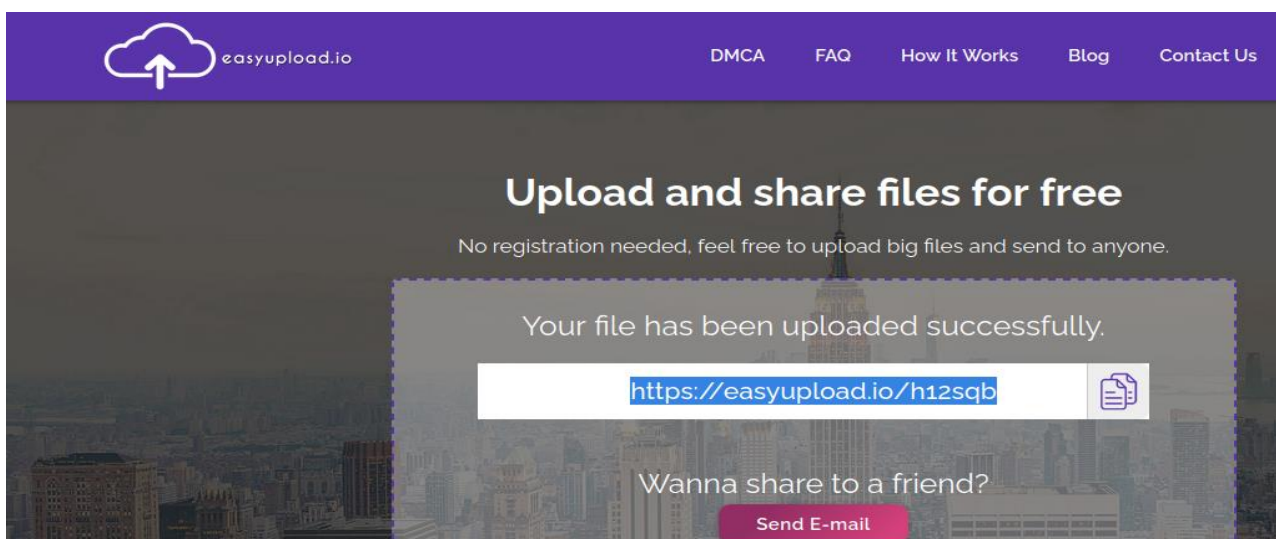 easyupload.io
DMCA FAQ How It Works Blog Contact Us
Upload and share files for free
No registration needed, feel free to upload big files and send to anyone.
Your file has been uploaded successfully.
https://easyupload.io/h12sqb
Wanna share to a friend?
Send E-mail